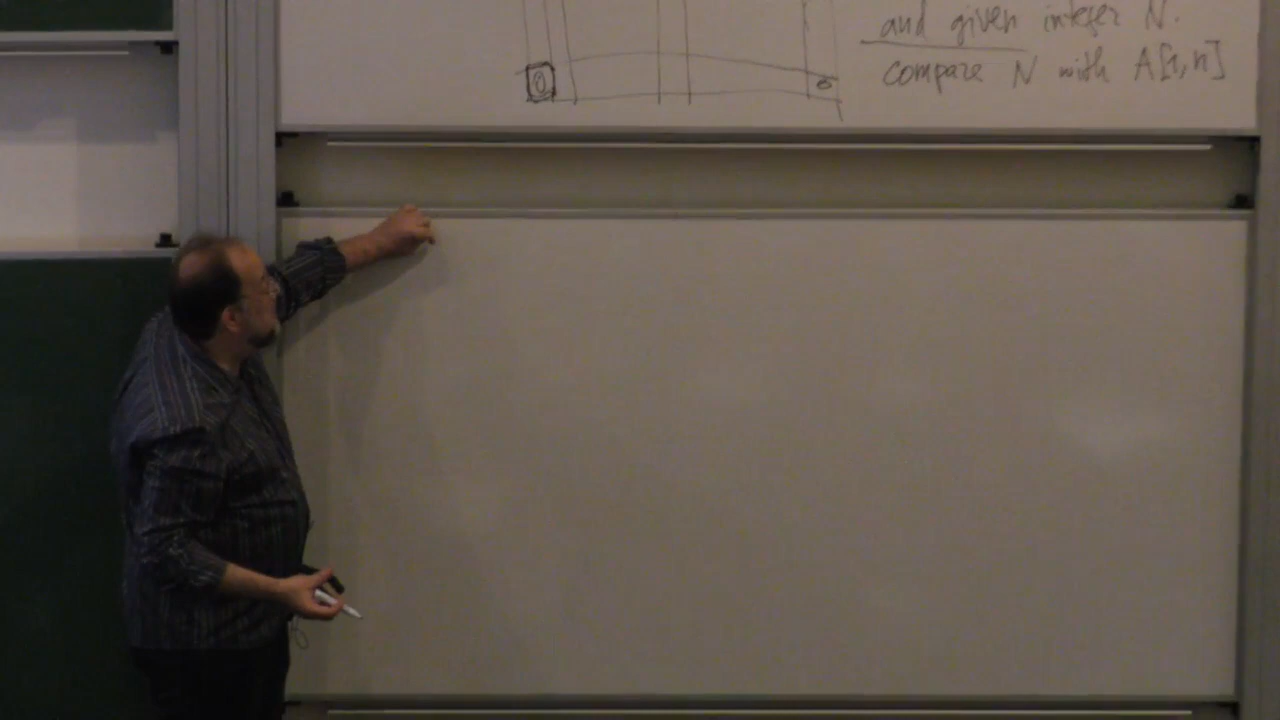 and given integer N.
compare N with A[1,n]